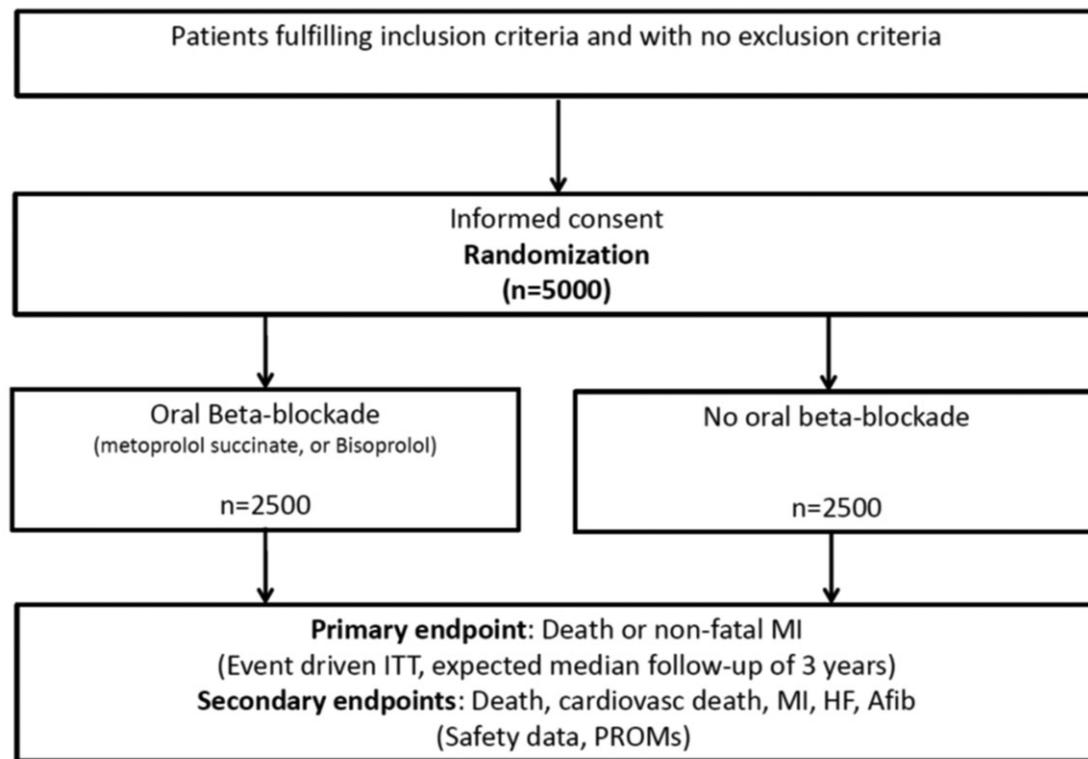 Patients fulfilling inclusion criteria and with no exclusion criteria
Informed consent
Randomization
(n=5000)
Oral Beta-blockade
(metoprolol succinate, or Bisoprolol)
n=2500
No oral beta-blockade
n=2500
Primary endpoint: Death or non-fatal MI
(Event driven ITT, expected median follow-up of 3 years)
Secondary endpoints: Death, cardiovasc death, MI, HF, Afib
(Safety data, PROMs)